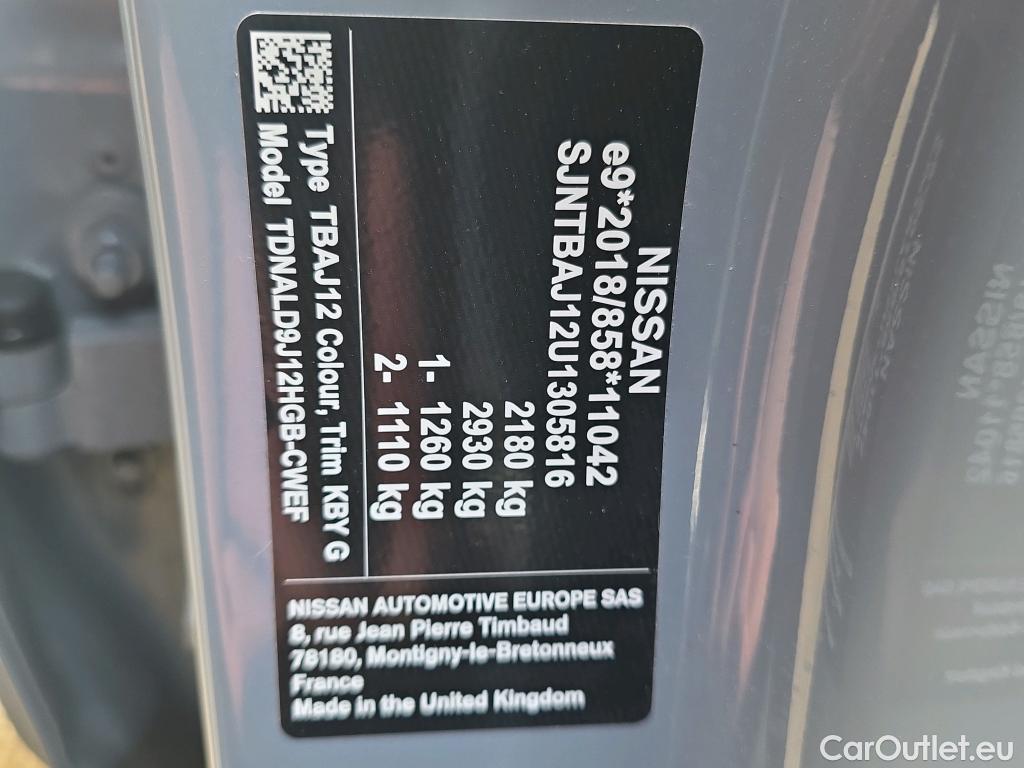 NISSAN
e9*2018/858*11042
SJNTBAJ12U1305816
2180 kg
2930 kg
1- 1260 kg
2- 1110 kg
Type TBAJ12 Colour, Trim KBY G
Model TDNALD9J12HGB-CWEF
NISSAN AUTOMOTIVE EUROPE SAS
8, rue Jean Pierre Timbaud
78180, Montigny-le-Bretonneux
France
Made in the United Kingdom
CarOutlet.eu